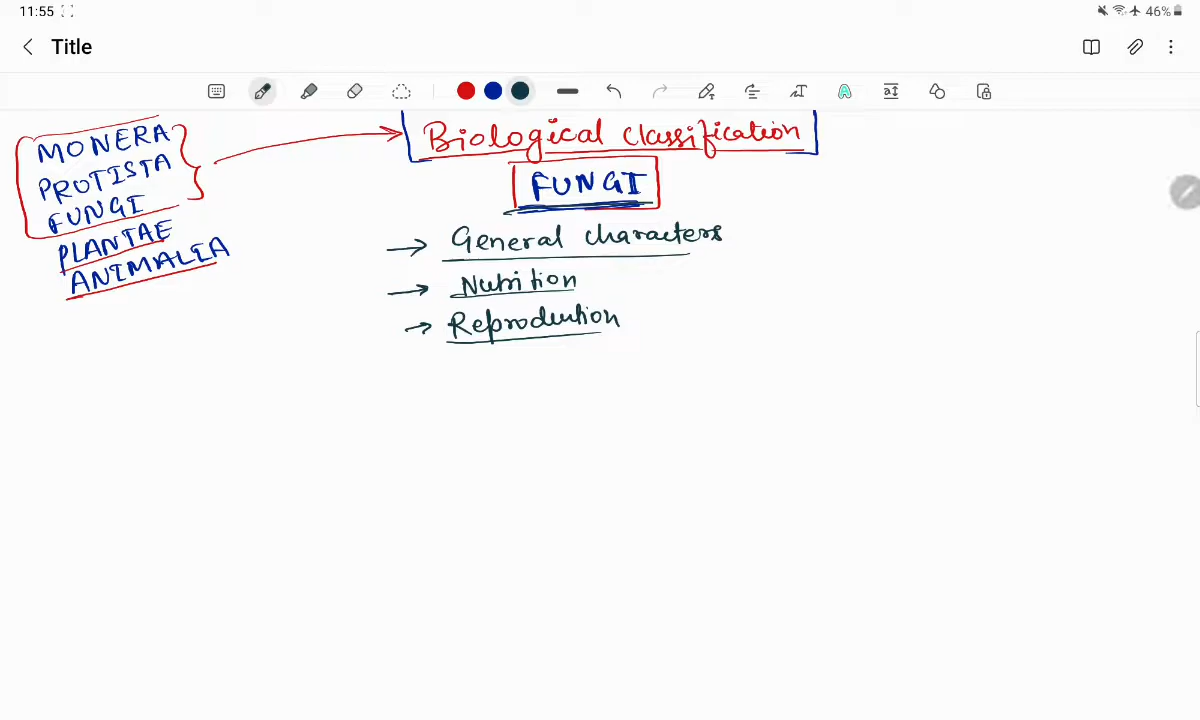 11:55 46%
Title
Biological classification
MONERA
PROTISTA
FUNGI
PLANTAE
ANIMALIA
FUNGI
→ General characters
→ Nutrition
→ Reproduction